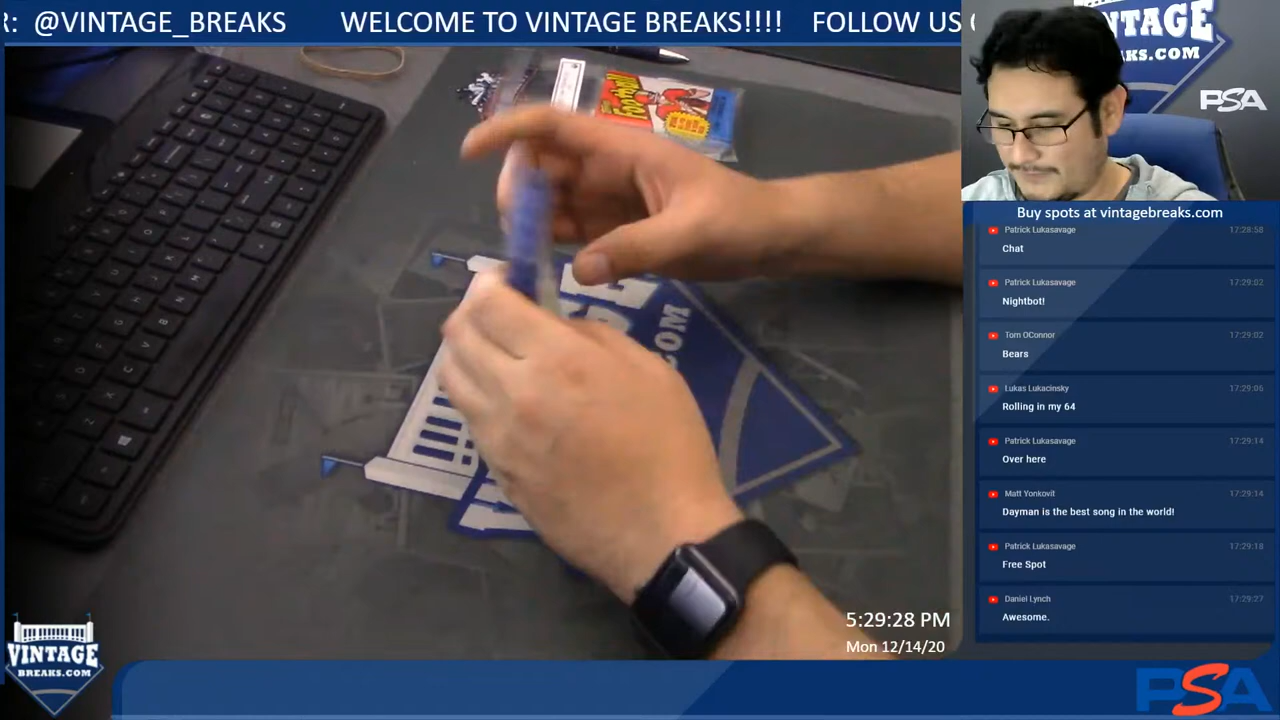 R: @VINTAGE_BREAKS WELCOME TO VINTAGE BREAKS!!!! FOLLOW US
VINTAGE
KS.COM
PSA
Football
Buy spots at vintagebreaks.com
Patrick Lukasavage 17:28:58
Chat
Patrick Lukasavage 17:29:02
Nightbot!
Tom OConnor 17:29:02
Bears
Lukas Lukacinsky 17:29:06
Rolling in my 64
Patrick Lukasavage 17:29:14
Over here
Matt Yonkovit 17:29:14
Dayman is the best song in the world!
Patrick Lukasavage 17:29:18
Free Spot
Daniel Lynch 17:29:27
Awesome.
GE
COM
5:29:28 PM
Mon 12/14/20
VINTAGE
BREAKS.COM
PSA